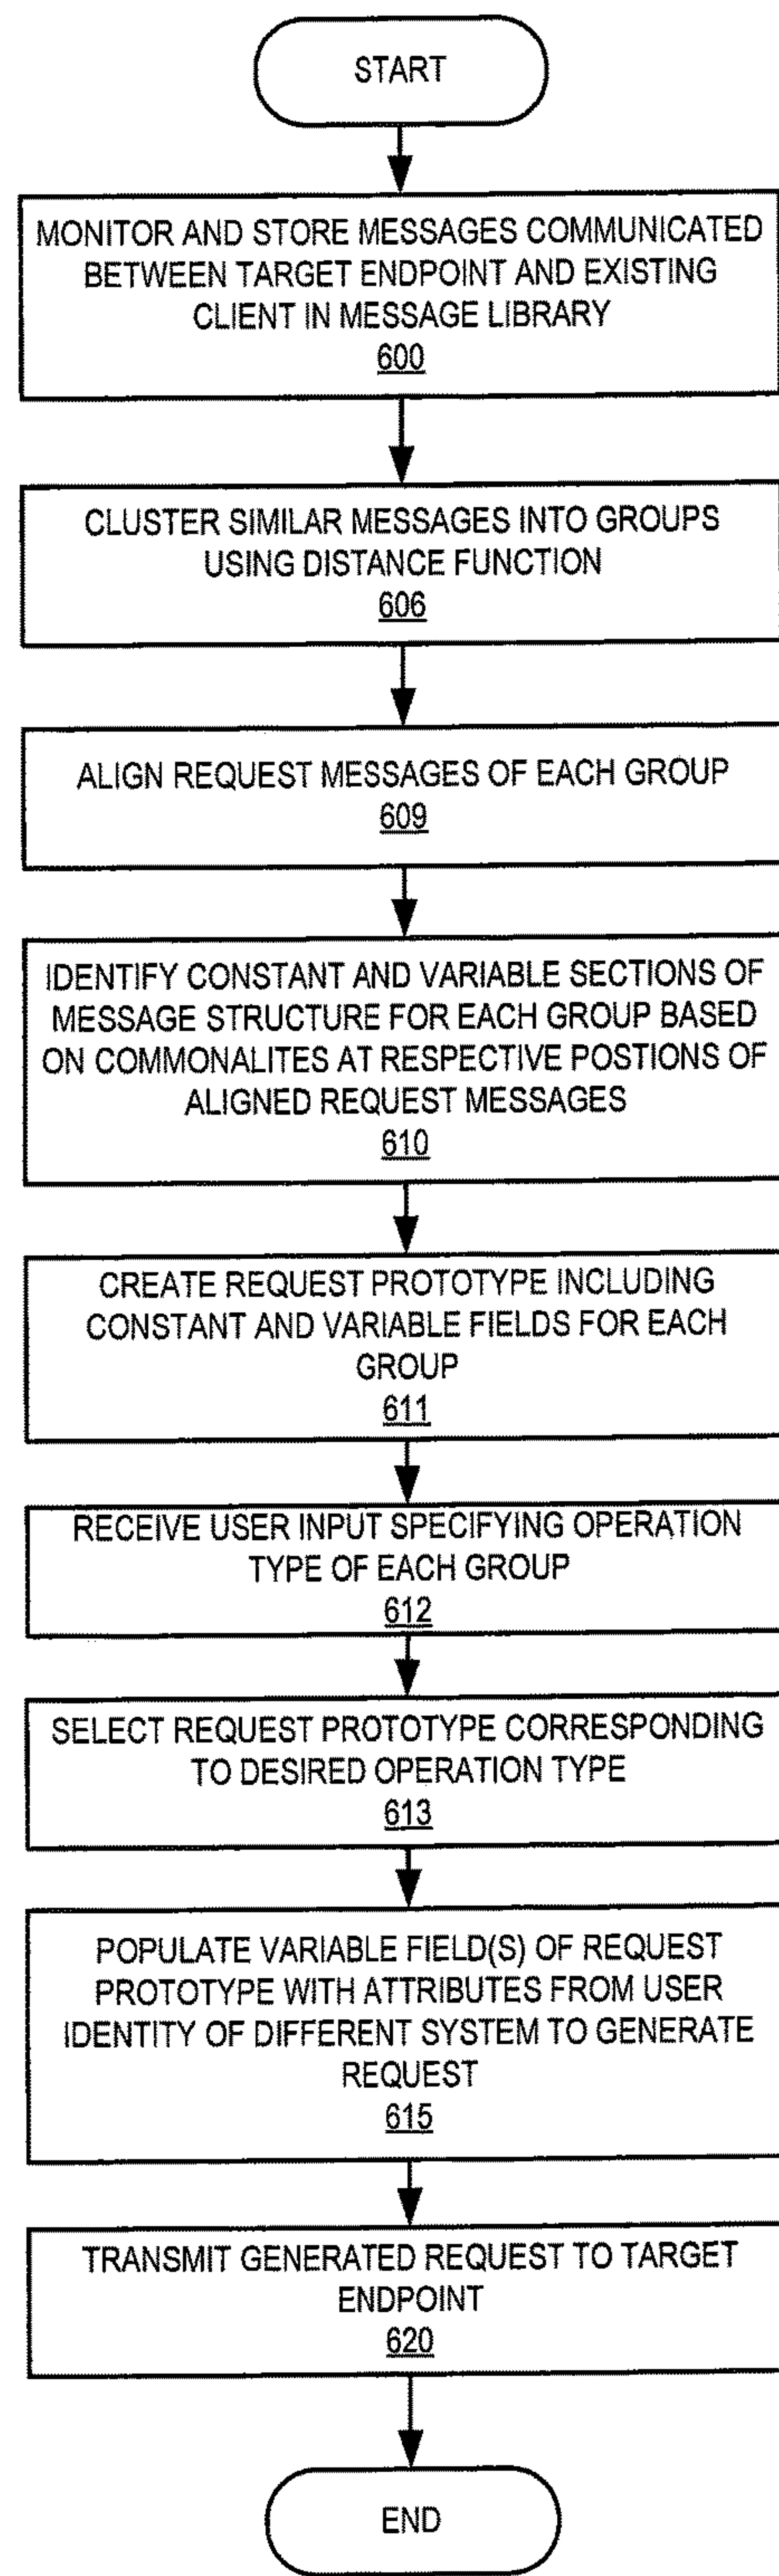 START
MONITOR AND STORE MESSAGES COMMUNICATED
BETWEEN TARGET ENDPOINT AND EXISTING
CLIENT IN MESSAGE LIBRARY
600
CLUSTER SIMILAR MESSAGES INTO GROUPS
USING DISTANCE FUNCTION
606
ALIGN REQUEST MESSAGES OF EACH GROUP
609
IDENTIFY CONSTANT AND VARIABLE SECTIONS OF
MESSAGE STRUCTURE FOR EACH GROUP BASED
ON COMMONALITES AT RESPECTIVE POSTIONS OF
ALIGNED REQUEST MESSAGES
610
CREATE REQUEST PROTOTYPE INCLUDING
CONSTANT AND VARIABLE FIELDS FOR EACH
GROUP
611
RECEIVE USER INPUT SPECIFYING OPERATION
TYPE OF EACH GROUP
612
SELECT REQUEST PROTOTYPE CORRESPONDING
TO DESIRED OPERATION TYPE
613
POPULATE VARIABLE FIELD(S) OF REQUEST
PROTOTYPE WITH ATTRIBUTES FROM USER
IDENTITY OF DIFFERENT SYSTEM TO GENERATE
REQUEST
615
TRANSMIT GENERATED REQUEST TO TARGET
ENDPOINT
620
END